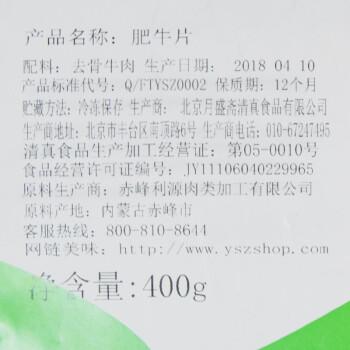 产品名称：肥牛片
配料：去骨牛肉 生产日期： 2018 04 10
产品标准代号：Q/FTYSZ0002 保质期：12个月
贮藏方法：冷冻保存 生产商： 北京月盛斋清真食品有限公司
生产商地址：北京市丰台区南顶路6号 生产商电话：010-67247495
清真食品生产加工经营证：第05-0010号
食品经营许可证编号：JY11106040229965
原料生产商：赤峰利源肉类加工有限公司
原料产地：内蒙古赤峰市
客服热线：800-810-8644
网链美味：http://www.yszshop.com
净含量：400g